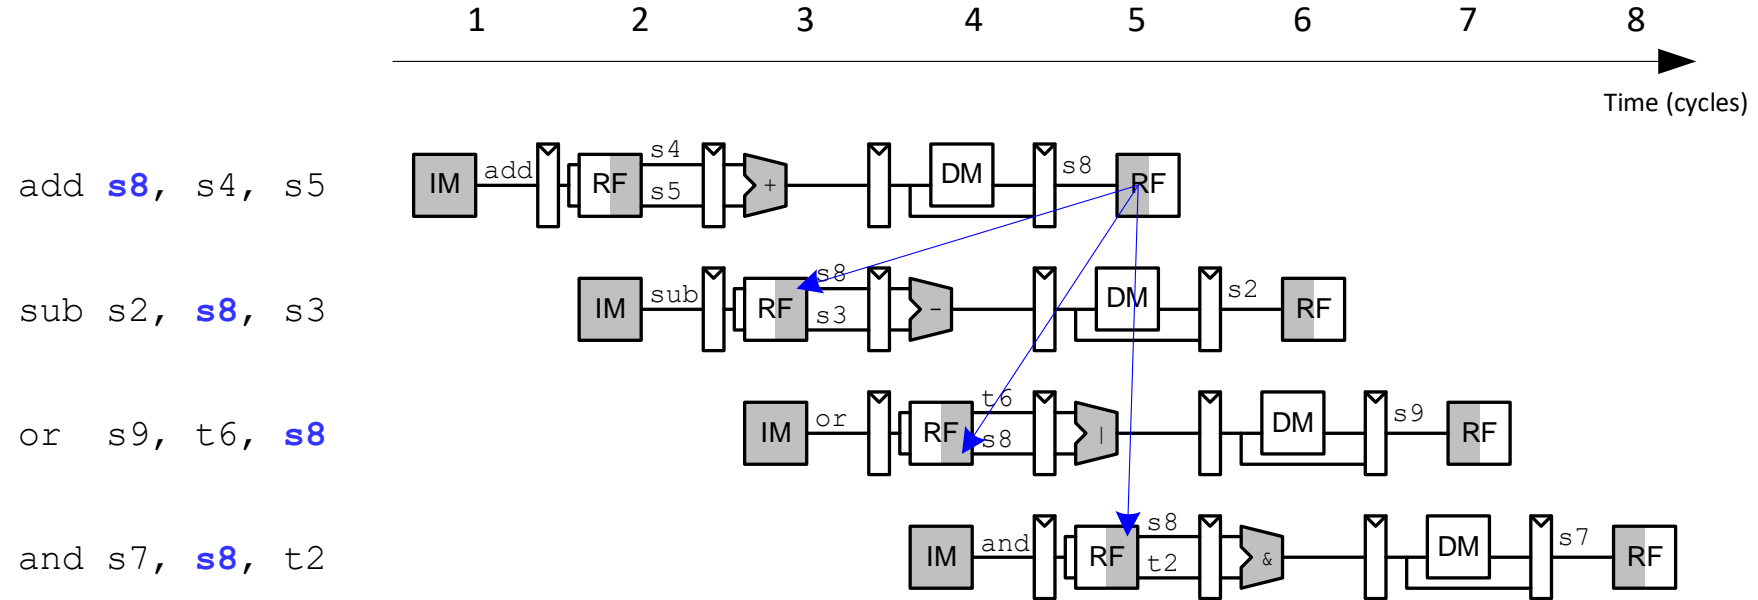 1 2 3 4 5 6 7 8
Time (cycles)
add s8, s4, s5
IM add RF s4 s5 + DM s8 RF
sub s2, s8, s3
IM sub RF s8 s3 - DM s2 RF
or s9, t6, s8
IM or RF t6 s8 | DM s9 RF
and s7, s8, t2
IM and RF s8 t2 & DM s7 RF